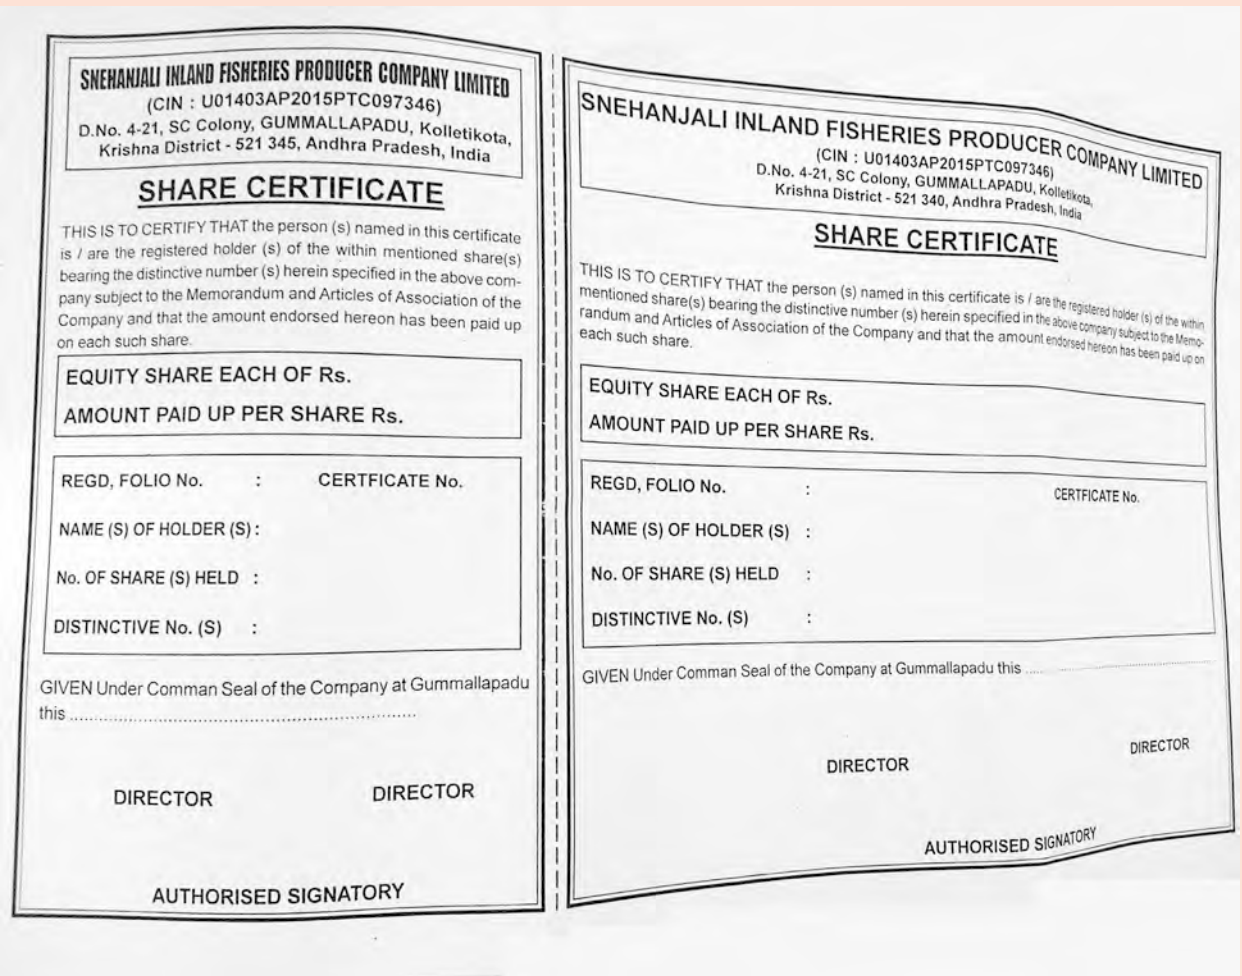 SNEHANJALI INLAND FISHERIES PRODUCER COMPANY LIMITED
(CIN : U01403AP2015PTC097346)
D.No. 4-21, SC Colony, GUMMALLAPADU, Kolletikota,
Krishna District - 521 345, Andhra Pradesh, India
SHARE CERTIFICATE
THIS IS TO CERTIFY THAT the person (s) named in this certificate
is / are the registered holder (s) of the within mentioned share(s)
bearing the distinctive number (s) herein specified in the above com-
pany subject to the Memorandum and Articles of Association of the
Company and that the amount endorsed hereon has been paid up
on each such share.
EQUITY SHARE EACH OF Rs.
AMOUNT PAID UP PER SHARE Rs.
REGD, FOLIO No. : CERTFICATE No.
NAME (S) OF HOLDER (S) :
No. OF SHARE (S) HELD :
DISTINCTIVE No. (S) :
GIVEN Under Comman Seal of the Company at Gummallapadu
this ..................................................................
DIRECTOR DIRECTOR
AUTHORISED SIGNATORY
SNEHANJALI INLAND FISHERIES PRODUCER COMPANY LIMITED
(CIN : U01403AP2015PTC097346)
D.No. 4-21, SC Colony, GUMMALLAPADU, Kolletikota,
Krishna District - 521 340, Andhra Pradesh, India
SHARE CERTIFICATE
THIS IS TO CERTIFY THAT the person (s) named in this certificate is / are the registered holder (s) of the within
mentioned share(s) bearing the distinctive number (s) herein specified in the above company subject to the Memo-
randum and Articles of Association of the Company and that the amount endorsed hereon has been paid up on
each such share.
EQUITY SHARE EACH OF Rs.
AMOUNT PAID UP PER SHARE Rs.
REGD, FOLIO No. : CERTFICATE No.
NAME (S) OF HOLDER (S) :
No. OF SHARE (S) HELD :
DISTINCTIVE No. (S) :
GIVEN Under Comman Seal of the Company at Gummallapadu this ..................................................
DIRECTOR DIRECTOR
AUTHORISED SIGNATORY